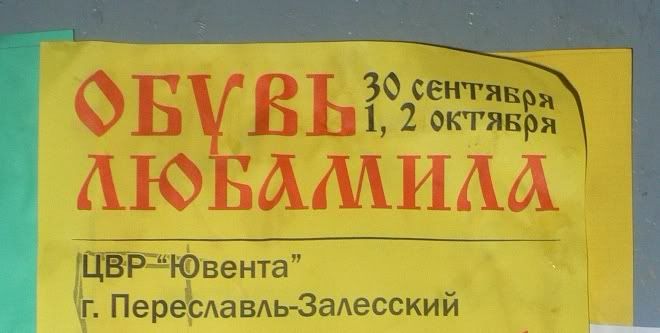 ОБУВЬ
30 сентября
1, 2 октября
ЛЮБАМИЛА
ЦВР “Ювента”
г. Переславль-Залесский